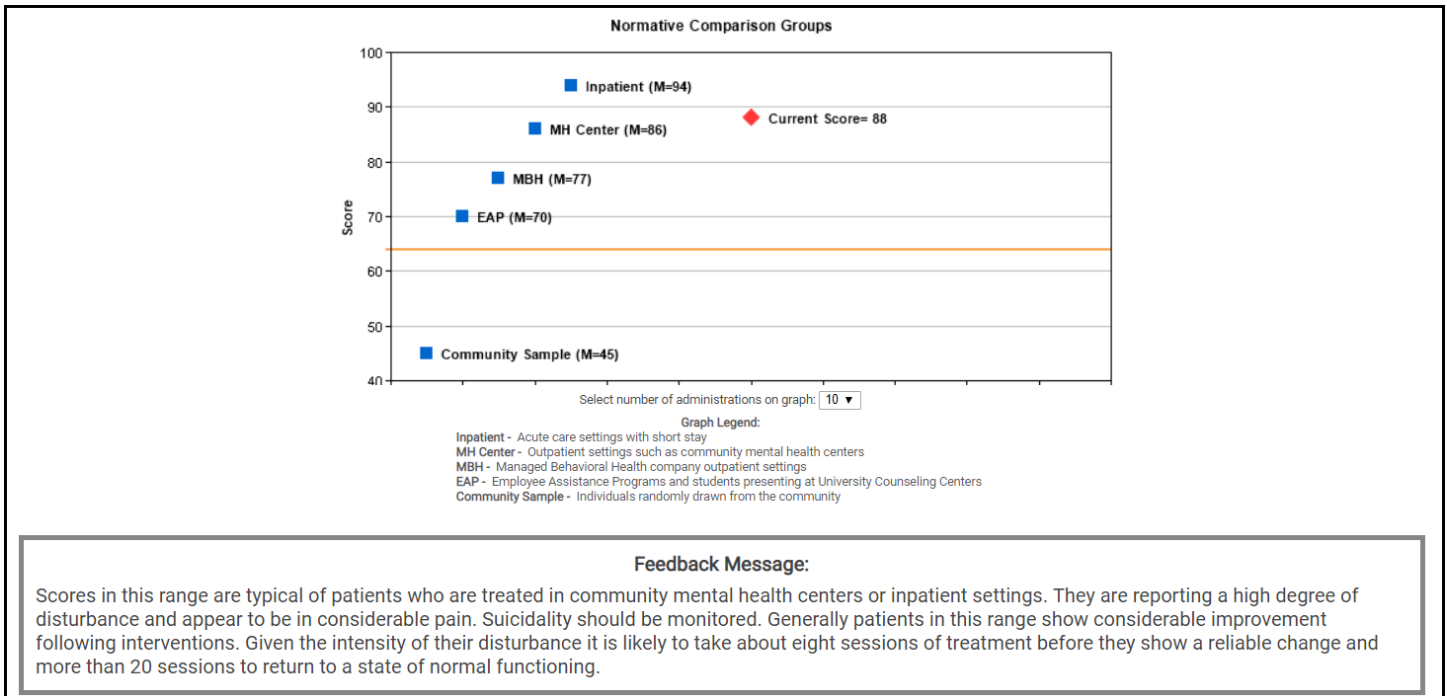 Normative Comparison Groups
100
Inpatient (M=94)
90
Current Score= 88
MH Center (M=86)
80
MBH (M=77)
Score
70
EAP (M=70)
60
50
Community Sample (M=45)
40
Select number of administrations on graph: 10
Graph Legend:
Inpatient - Acute care settings with short stay
MH Center - Outpatient settings such as community mental health centers
MBH - Managed Behavioral Health company outpatient settings
EAP - Employee Assistance Programs and students presenting at University Counseling Centers
Community Sample - Individuals randomly drawn from the community
Feedback Message:
Scores in this range are typical of patients who are treated in community mental health centers or inpatient settings. They are reporting a high degree of
disturbance and appear to be in considerably pain. Suicidality should be monitored. Generally patients in this range show considerable improvement
following interventions. Given the intensity of their disturbance it is likely to take about eight sessions of treatment before they show a reliable change and
more than 20 sessions to return to a state of normal functioning.